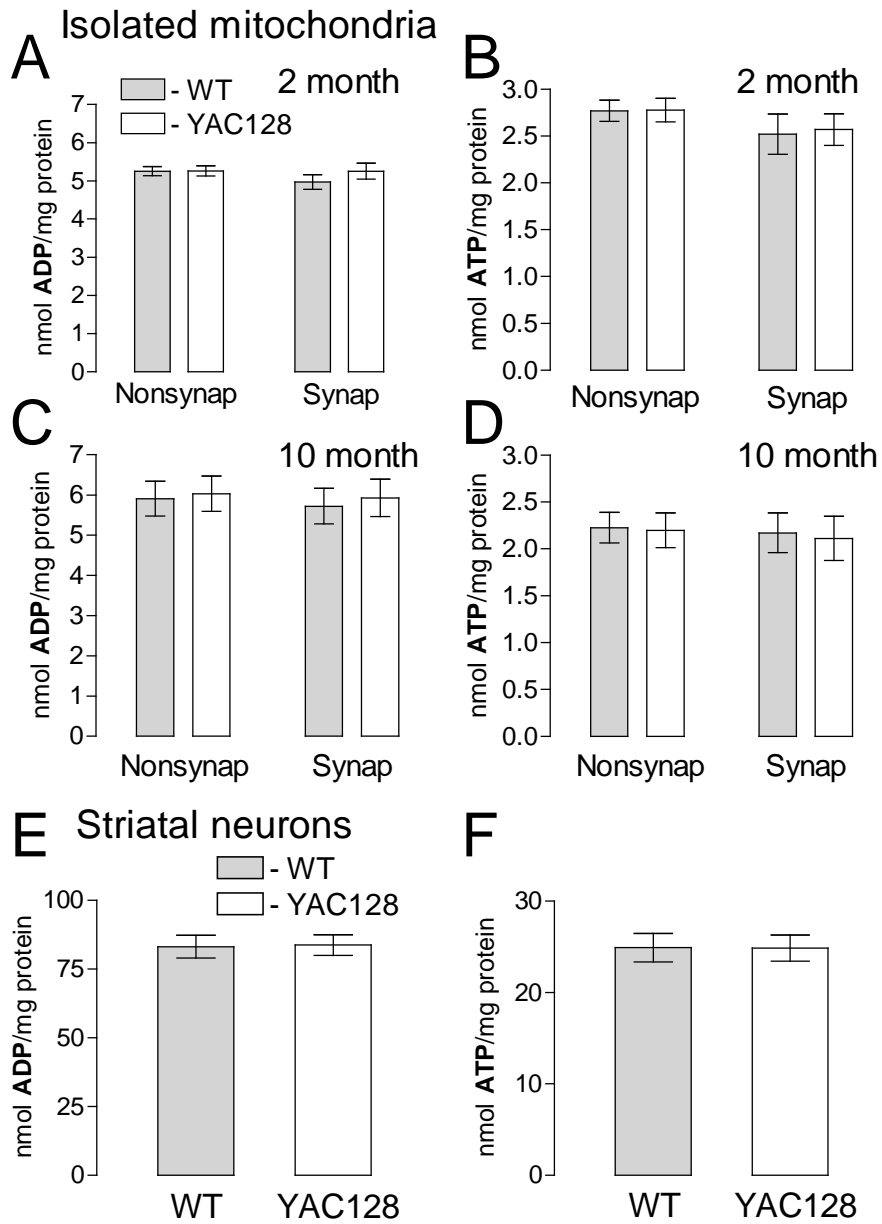 Isolated mitochondria
A
- WT
- YAC128
2 month
nmol ADP/mg protein
7
6
5
4
3
2
1
0
Nonsynap
Synap
B
2 month
nmol ATP/mg protein
3.0
2.5
2.0
1.5
1.0
0.5
0.0
Nonsynap
Synap
C
10 month
nmol ADP/mg protein
7
6
5
4
3
2
1
0
Nonsynap
Synap
D
10 month
nmol ATP/mg protein
3.0
2.5
2.0
1.5
1.0
0.5
0.0
Nonsynap
Synap
E
Striatal neurons
- WT
- YAC128
nmol ADP/mg protein
100
75
50
25
0
WT
YAC128
F
nmol ATP/mg protein
30
20
10
0
WT
YAC128